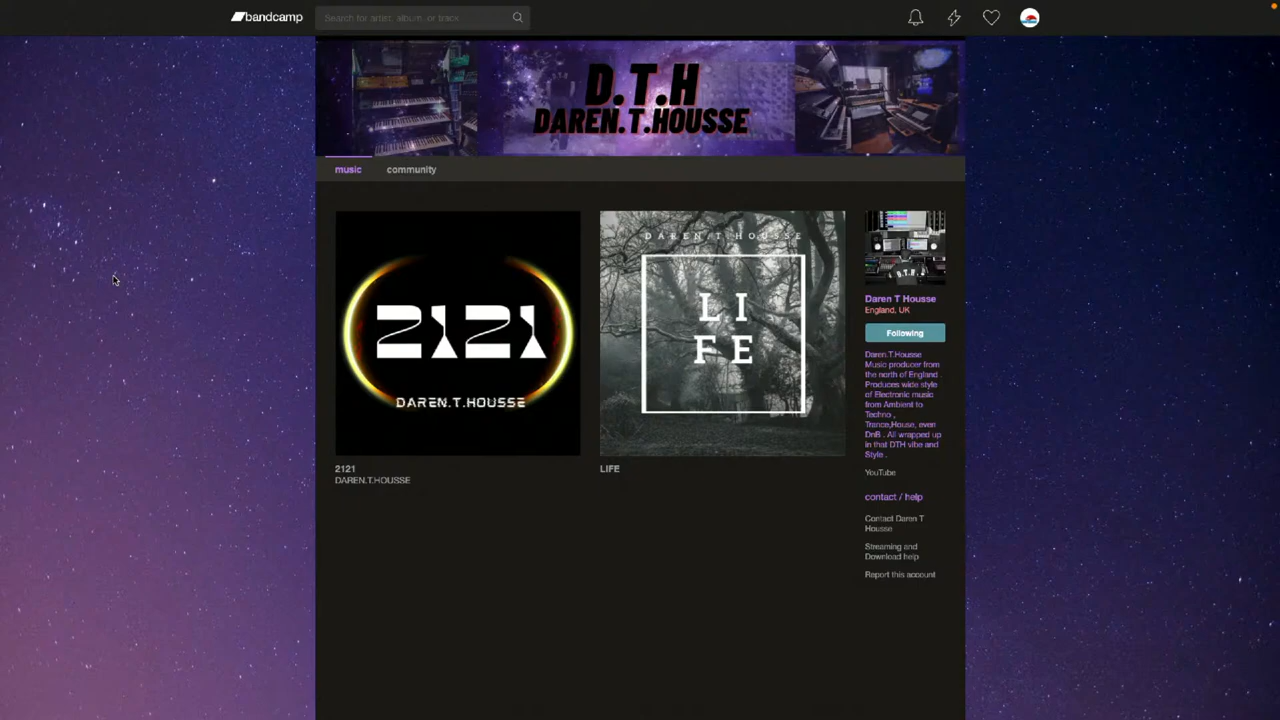 bandcamp
Search for artist, album, or track
D.T.H
DAREN.T.HOUSSE
music
community
2121
DAREN.T.HOUSSE
DAREN T HOUSSE
LI
FE
2121
DAREN.T.HOUSSE
LIFE
D.T.H.
Daren T Housse
England, UK
Following
Daren.T.Housse
Music producer from
the north of England .
Produces wide style
of Electronic music
from Ambient to
Techno ,
Trance,House, even
DnB . All wrapped up
in that DTH vibe and
Style .
YouTube
contact / help
Contact Daren T
Housse
Streaming and
Download help
Report this account